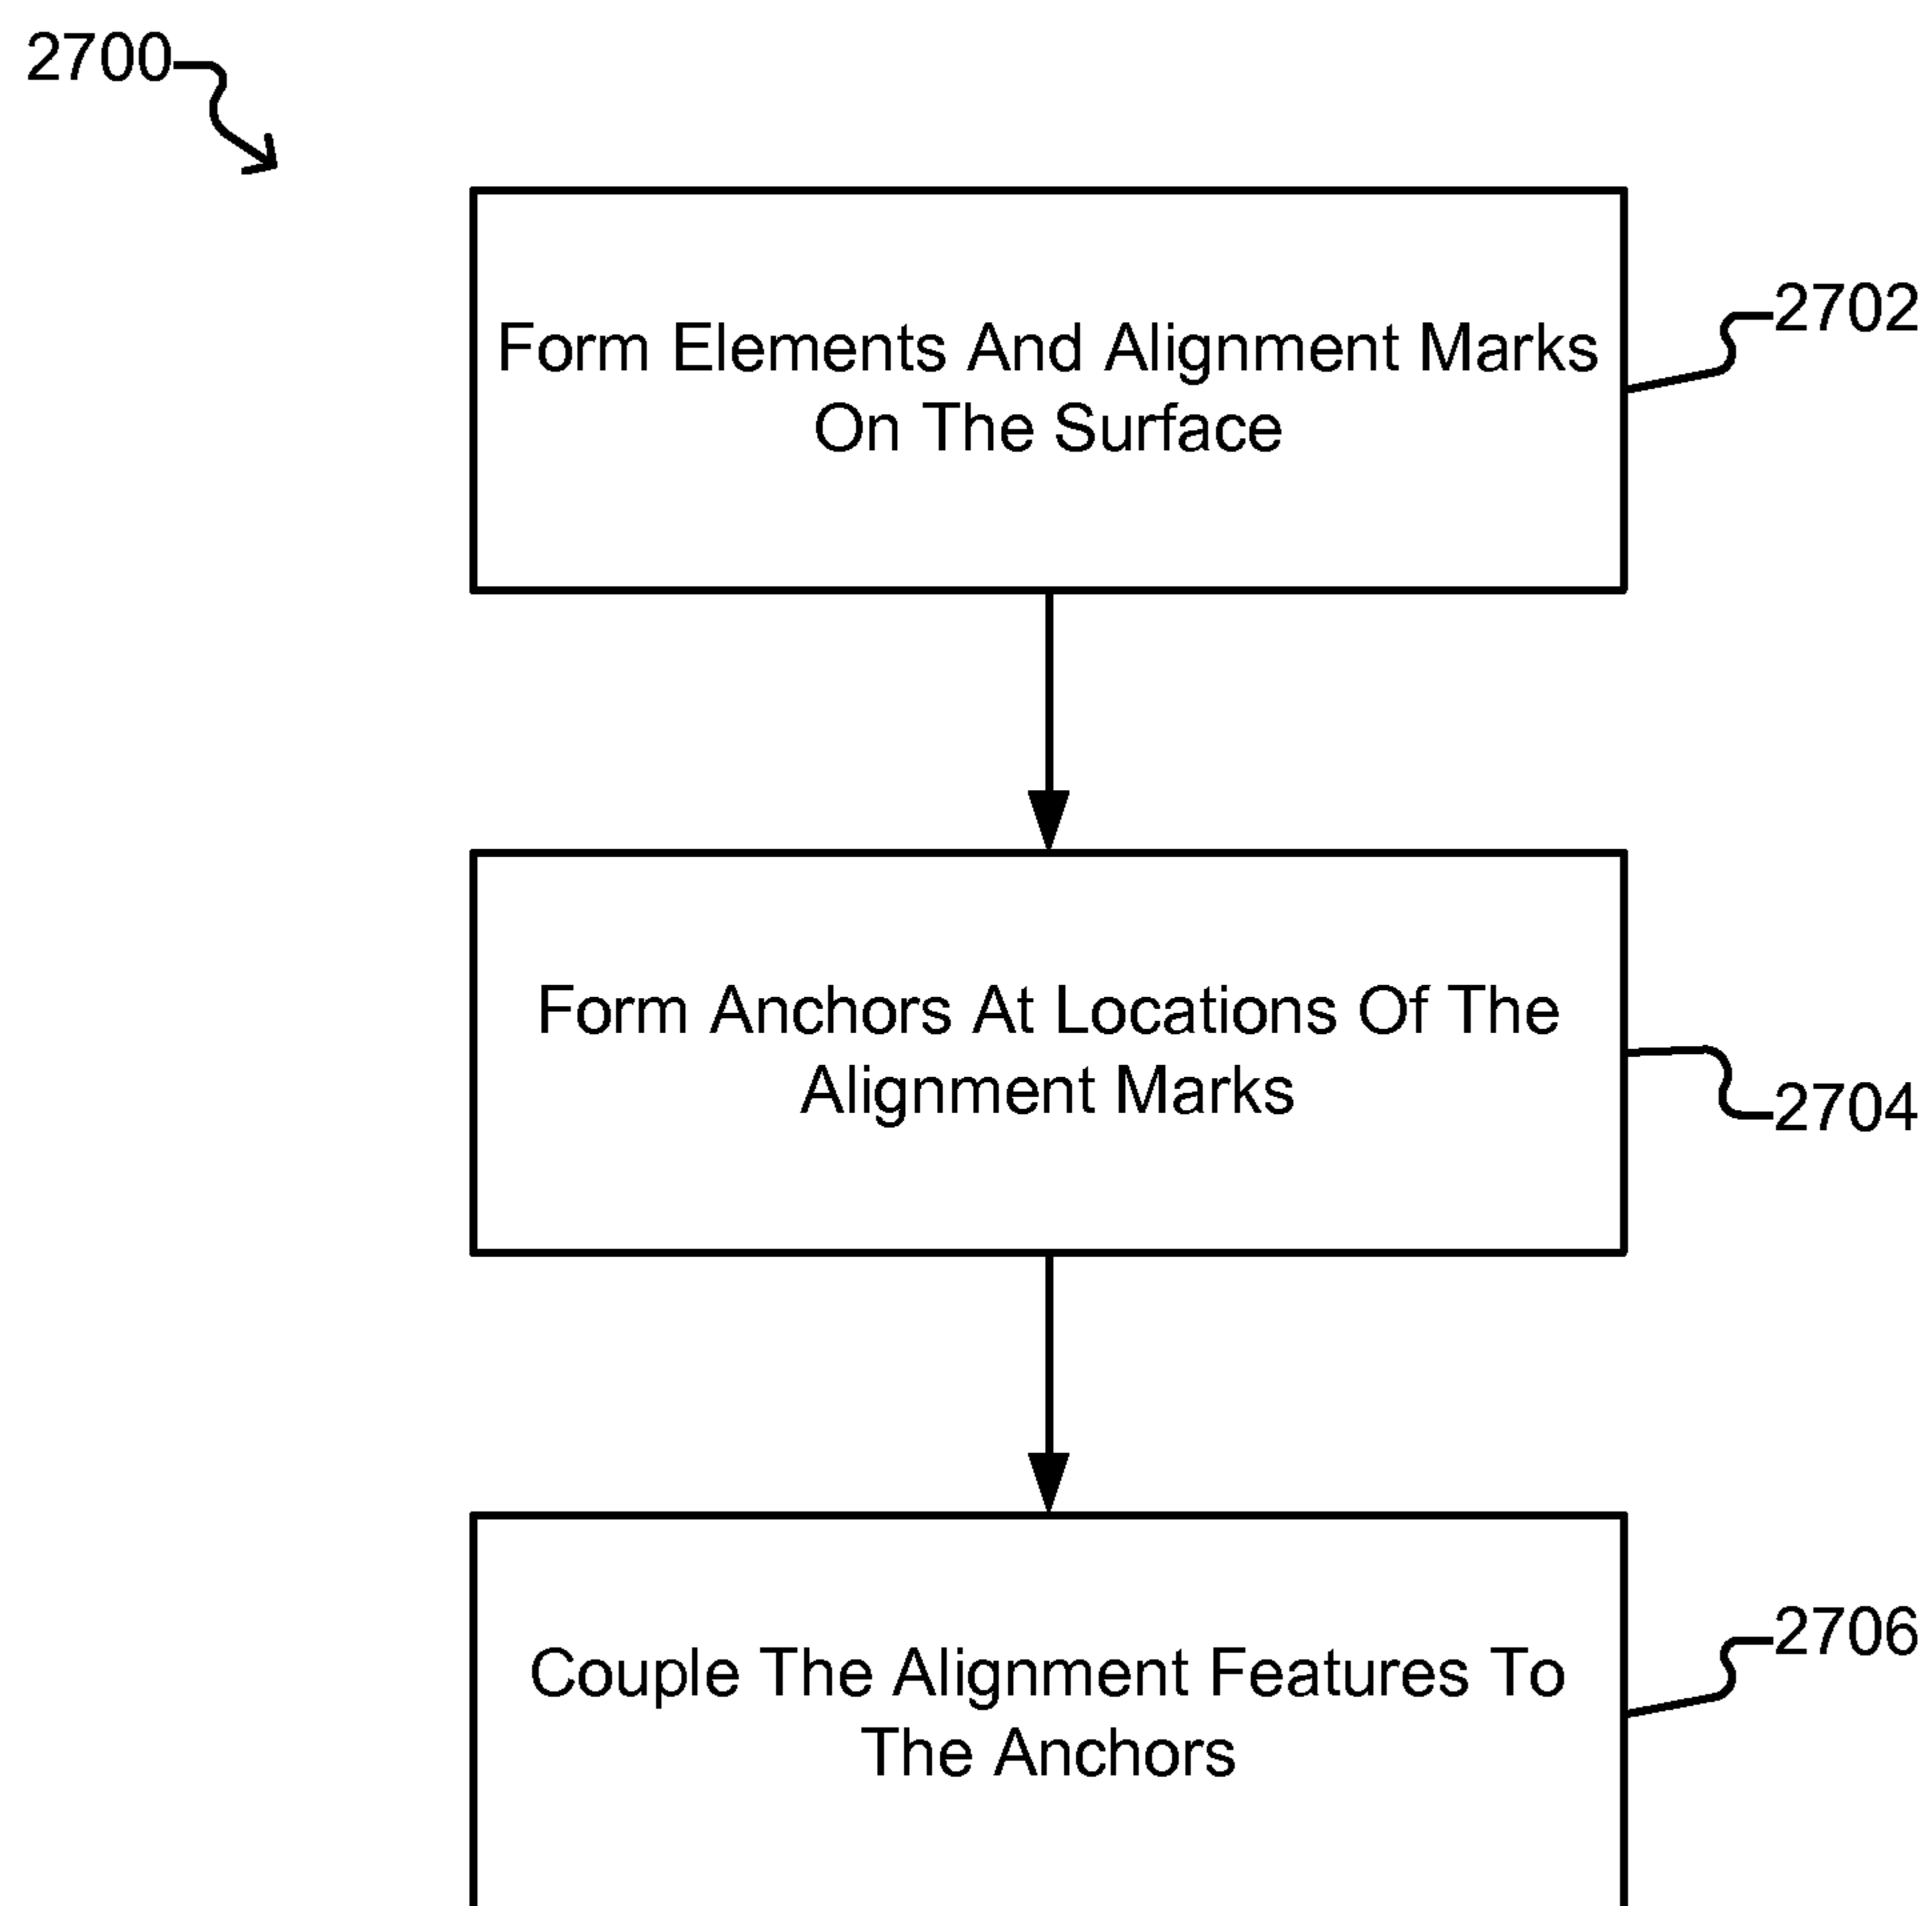 2700
Form Elements And Alignment Marks
On The Surface
2702
Form Anchors At Locations Of The
Alignment Marks
2704
Couple The Alignment Features To
The Anchors
2706